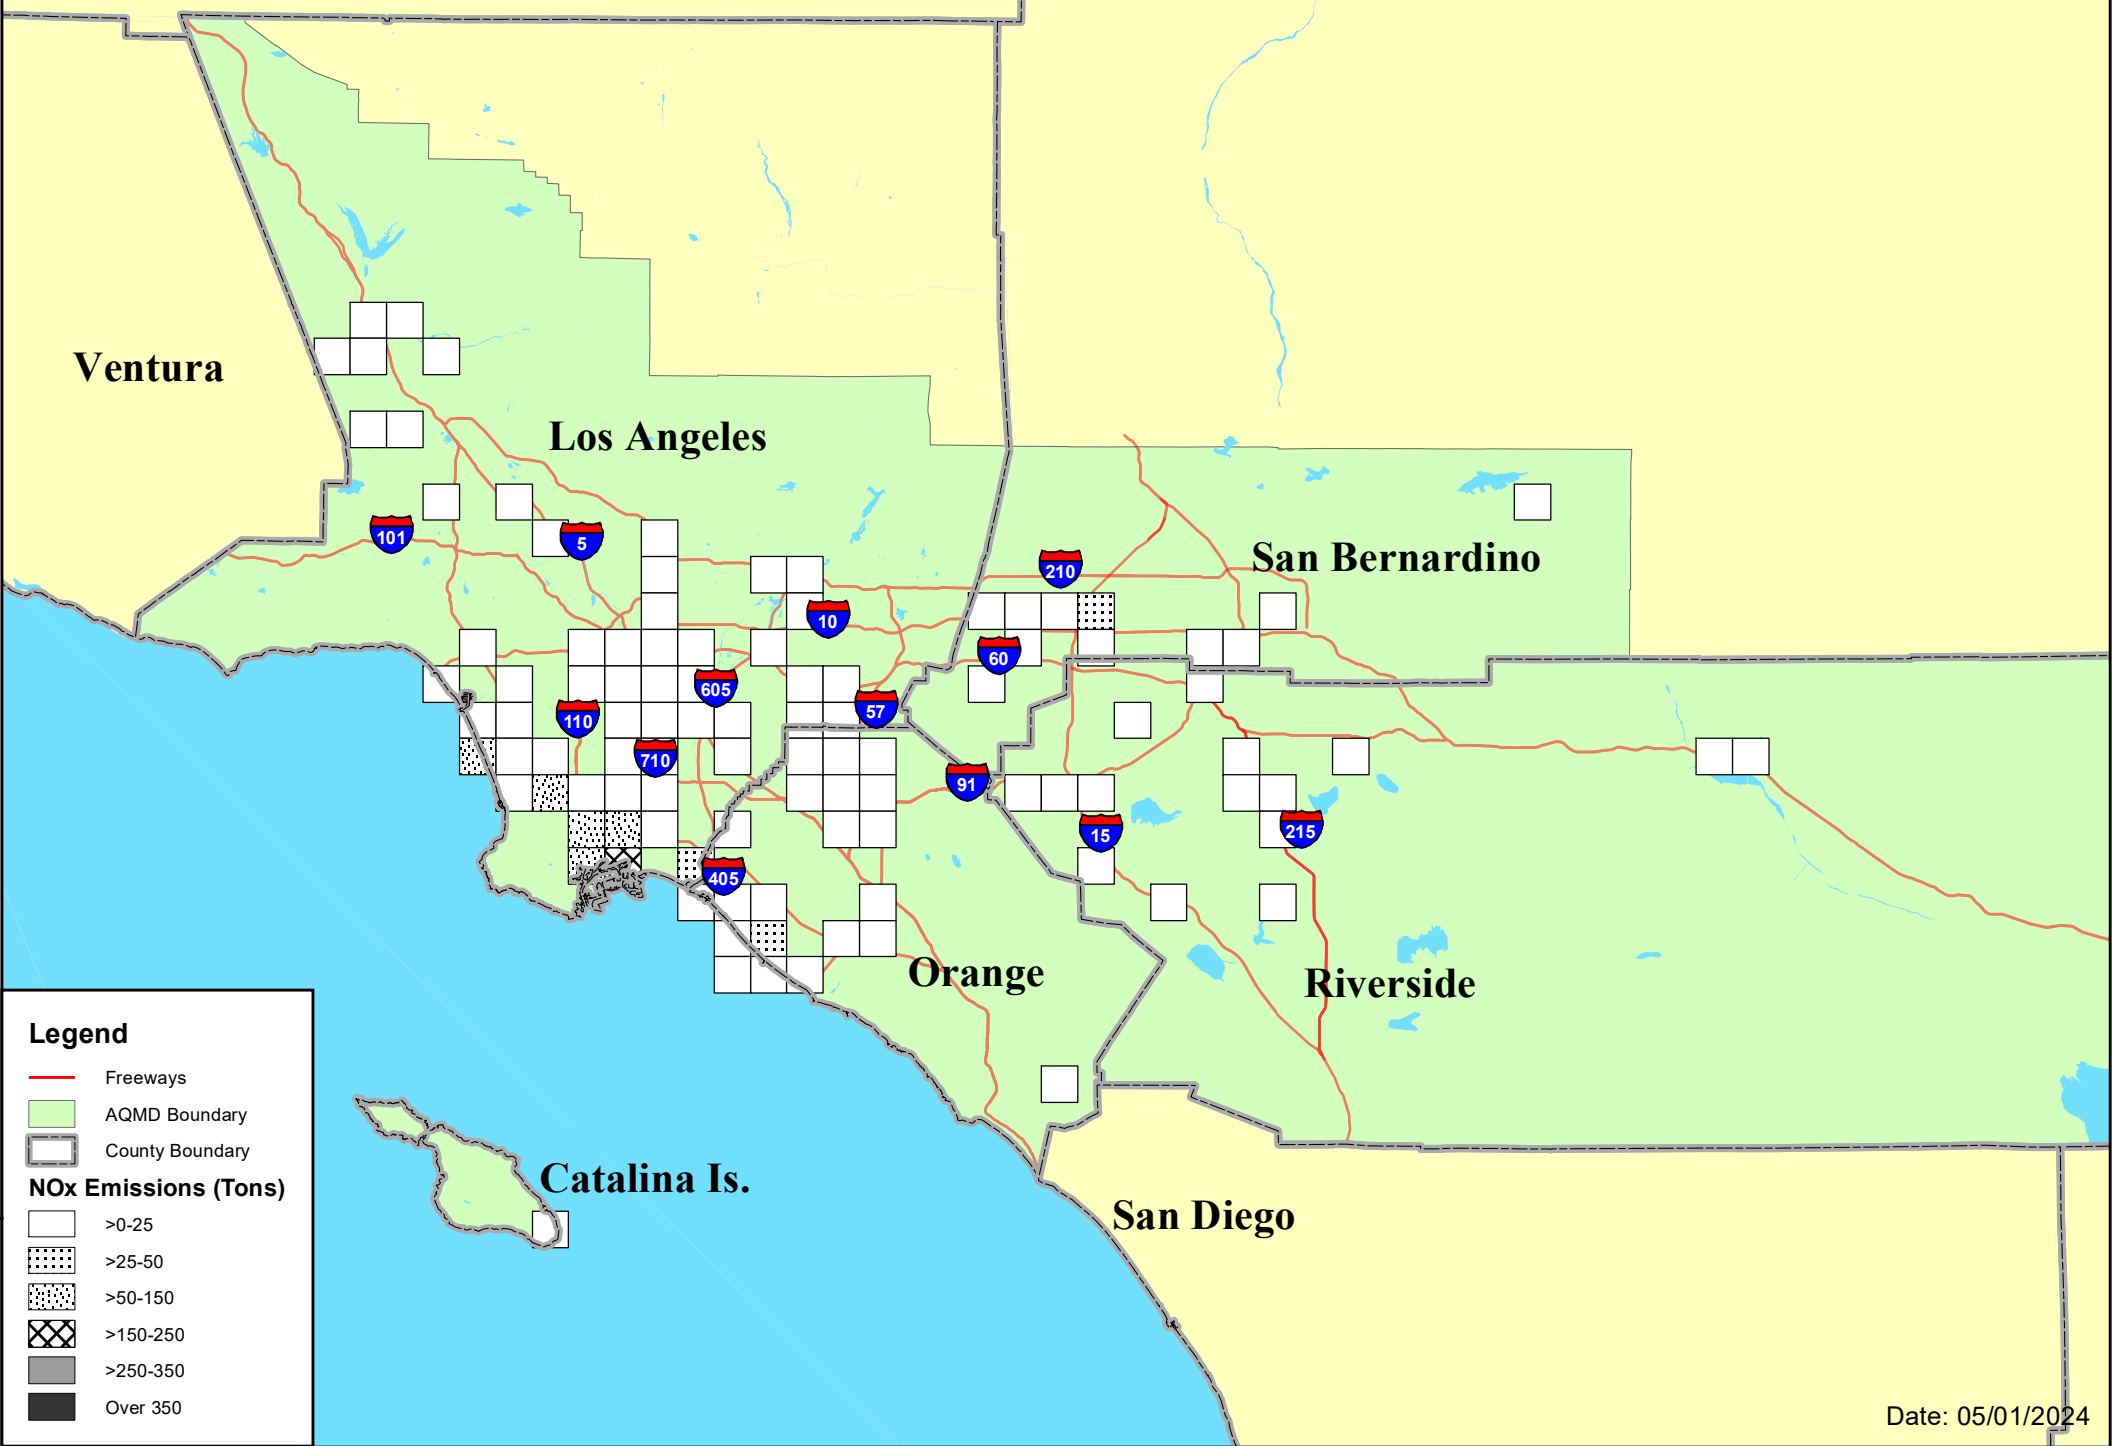 Ventura
Los Angeles
101
5
210
San Bernardino
10
60
605
57
110
710
91
15
215
405
Orange
Riverside
Catalina Is.
San Diego
Legend
Freeways
AQMD Boundary
County Boundary
NOx Emissions (Tons)
>0-25
>25-50
>50-150
>150-250
>250-350
Over 350
Date: 05/01/2024